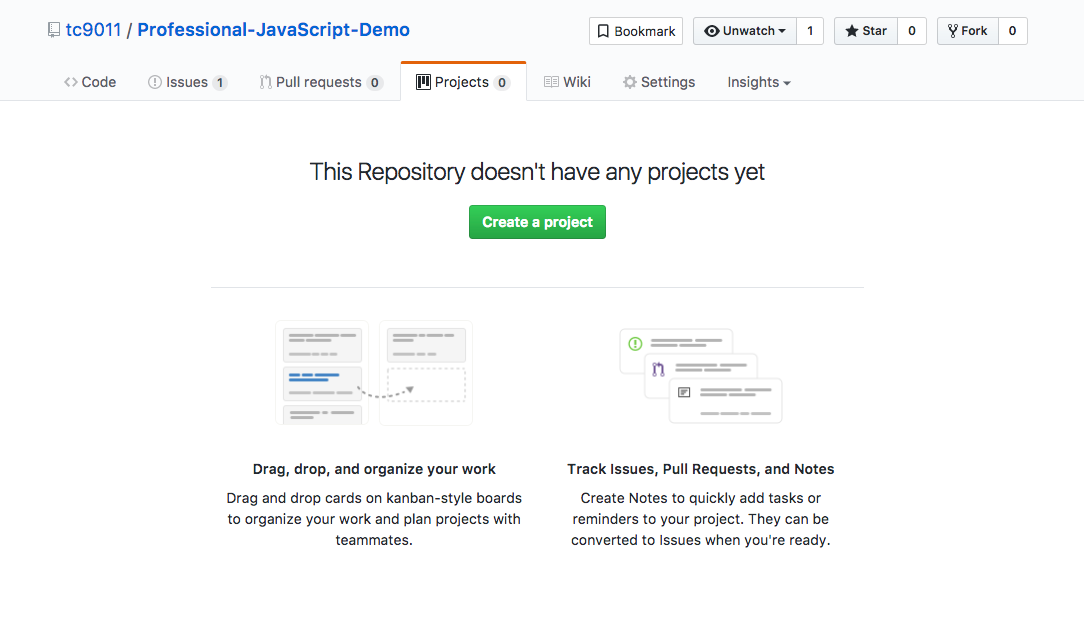 tc9011 / Professional-JavaScript-Demo
Bookmark Unwatch 1 Star 0 Fork 0
Code Issues 1 Pull requests 0 Projects 0 Wiki Settings Insights
This Repository doesn't have any projects yet
Create a project
Drag, drop, and organize your work
Drag and drop cards on kanban-style boards
to organize your work and plan projects with
teammates.
Track Issues, Pull Requests, and Notes
Create Notes to quickly add tasks or
reminders to your project. They can be
converted to Issues when you're ready.